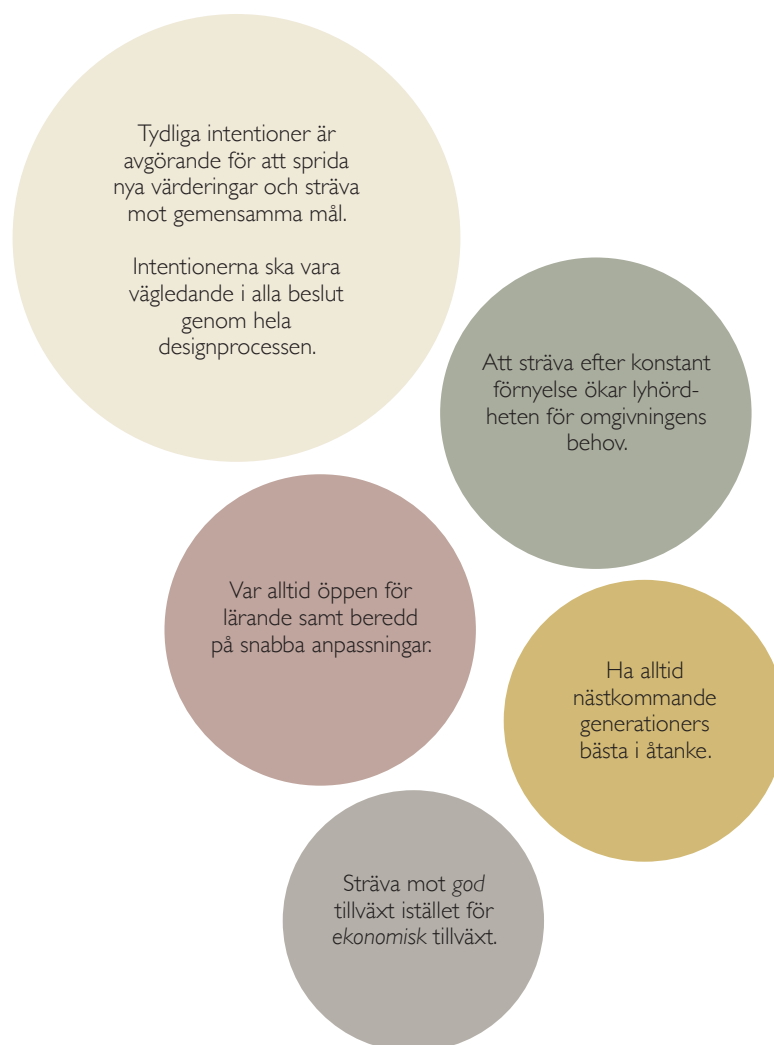 Tydliga intentioner är
avgörande för att sprida
nya värderingar och sträva
mot gemensamma mål.
Intentionerna ska vara
vägledande i alla beslut
genom hela
designprocessen.
Att sträva efter konstant
förnyelse ökar lyhörd-
heten för omgivningens
behov.
Var alltid öppen för
lärande samt beredd
på snabba anpassningar.
Ha alltid
nästkommande
generationers
bästa i åtanke.
Sträva mot god
tillväxt istället för
ekonomisk tillväxt.